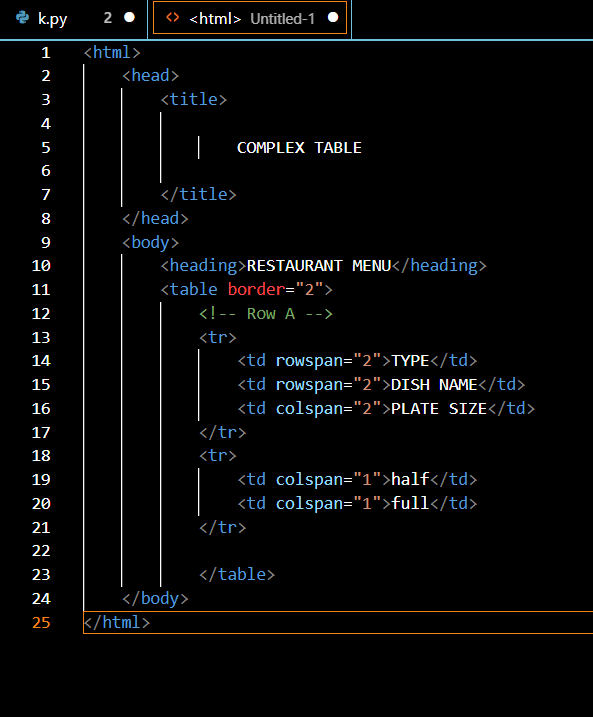 k.py 2 <html> Untitled-1
1 <html>
2 <head>
3 <title>
4
5 COMPLEX TABLE
6
7 </title>
8 </head>
9 <body>
10 <heading>RESTAURANT MENU</heading>
11 <table border="2">
12 <!-- Row A -->
13 <tr>
14 <td rowspan="2">TYPE</td>
15 <td rowspan="2">DISH NAME</td>
16 <td colspan="2">PLATE SIZE</td>
17 </tr>
18 <tr>
19 <td colspan="1">half</td>
20 <td colspan="1">full</td>
21 </tr>
22
23 </table>
24 </body>
25 </html>